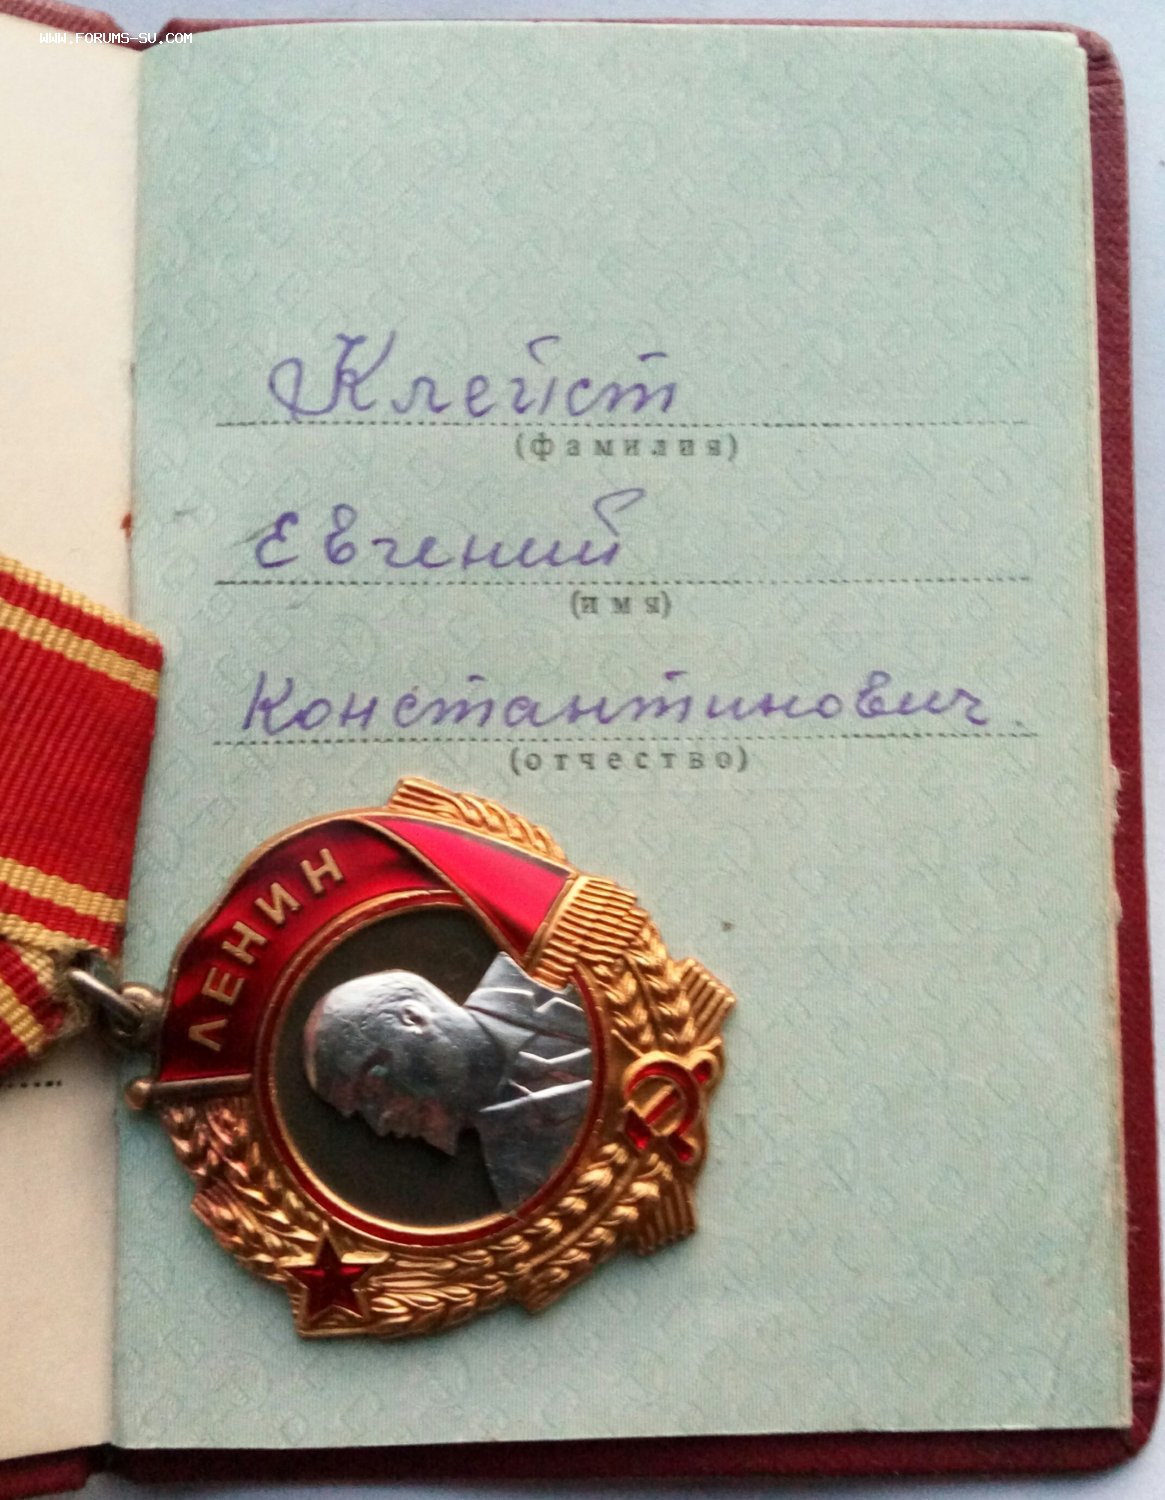 WWW.FORUMS-SU.COM
Клейст
(фамилия)
Евгений
(имя)
Константинович
(отчество)
ЛЕНИН